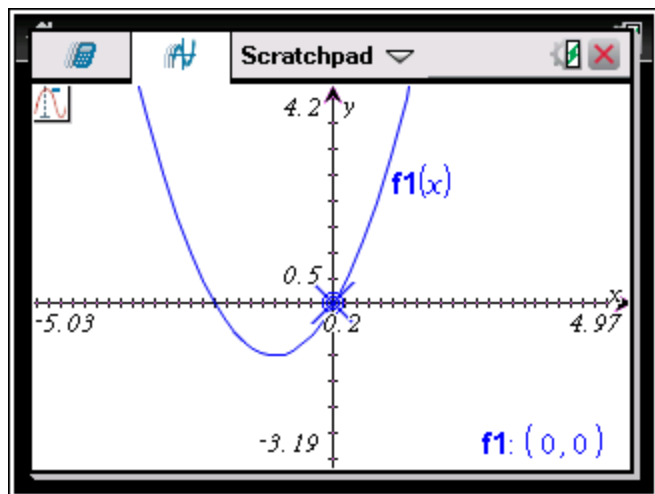 Scratchpad
4.2 y
f1(x)
0.5
x
-5.03 0.2 4.97
-3.19
f1: (0,0)